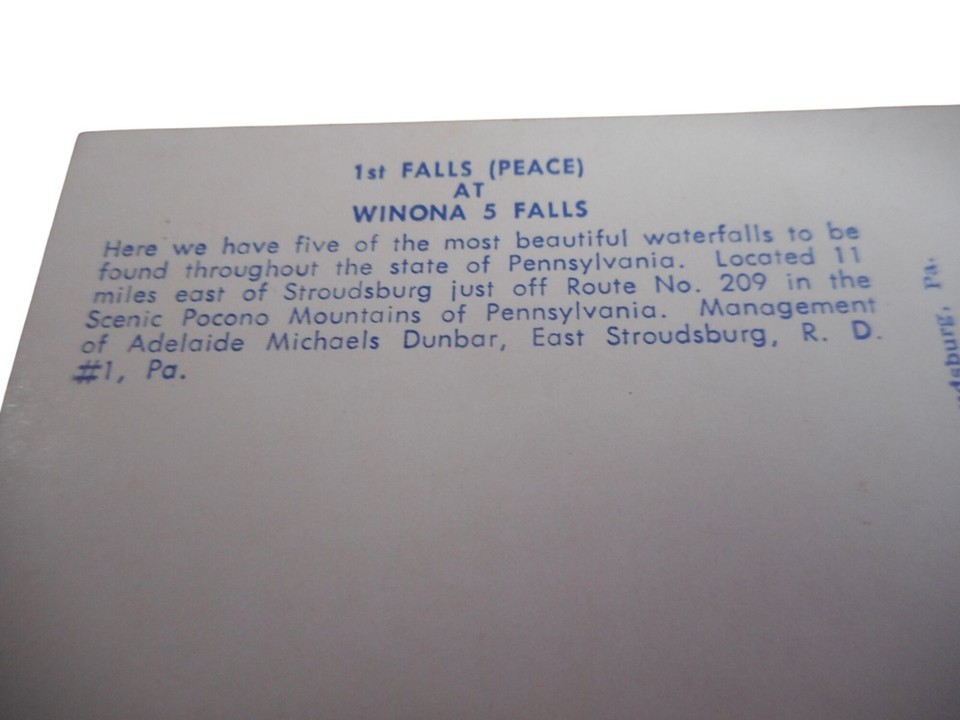 1st FALLS (PEACE)
AT
WINONA 5 FALLS
Here we have five of the most beautiful waterfalls to be
found throughout the state of Pennsylvania. Located 11
miles east of Stroudsburg just off Route No. 209 in the
Scenic Pocono Mountains of Pennsylvania. Management
of Adelaide Michaels Dunbar, East Stroudsburg, R. D.
#1, Pa.
Pa.